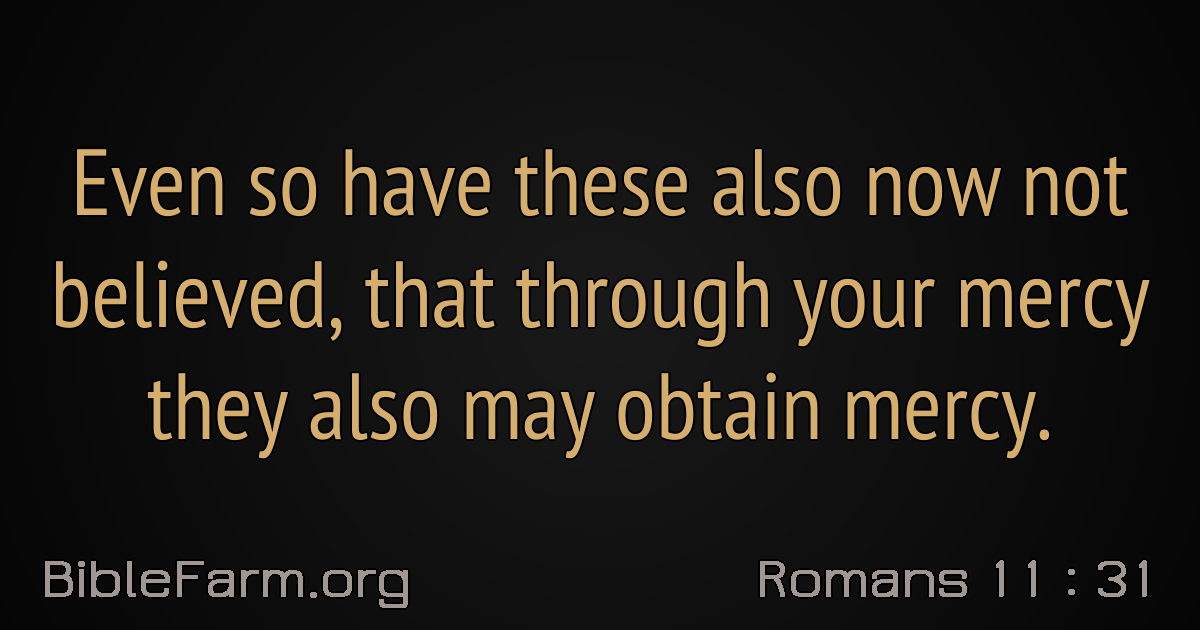 Even so have these also now not
believed, that through your mercy
they also may obtain mercy.
BibleFarm.org
Romans 11 : 31